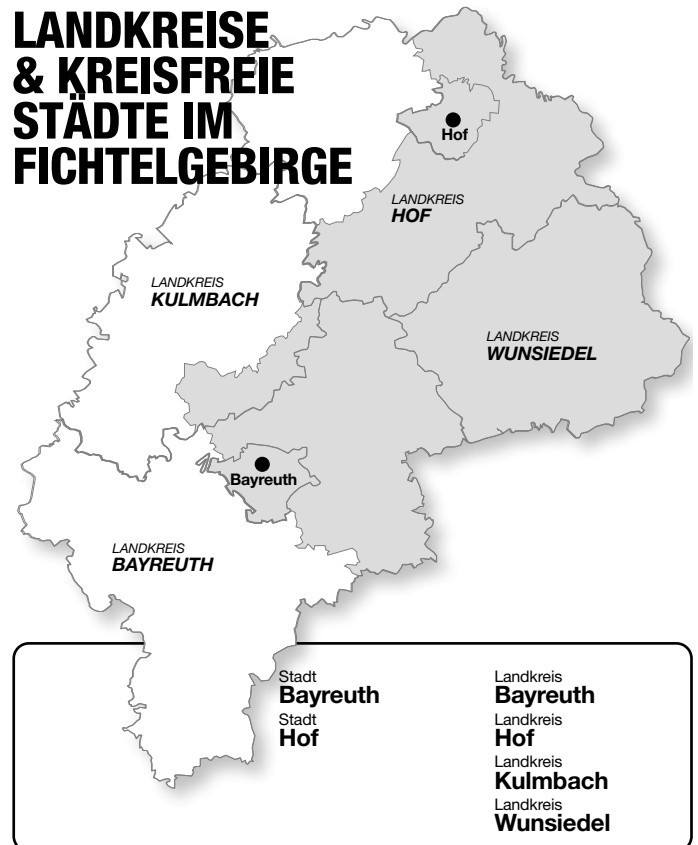 LANDKREISE
& KREISFREIE
STÄDTE IM
FICHTELGEBIRGE
Hof
LANDKREIS
HOF
LANDKREIS
KULMBACH
LANDKREIS
WUNSIEDEL
Bayreuth
LANDKREIS
BAYREUTH
Stadt
Bayreuth
Stadt
Hof
Landkreis
Bayreuth
Landkreis
Hof
Landkreis
Kulmbach
Landkreis
Wunsiedel